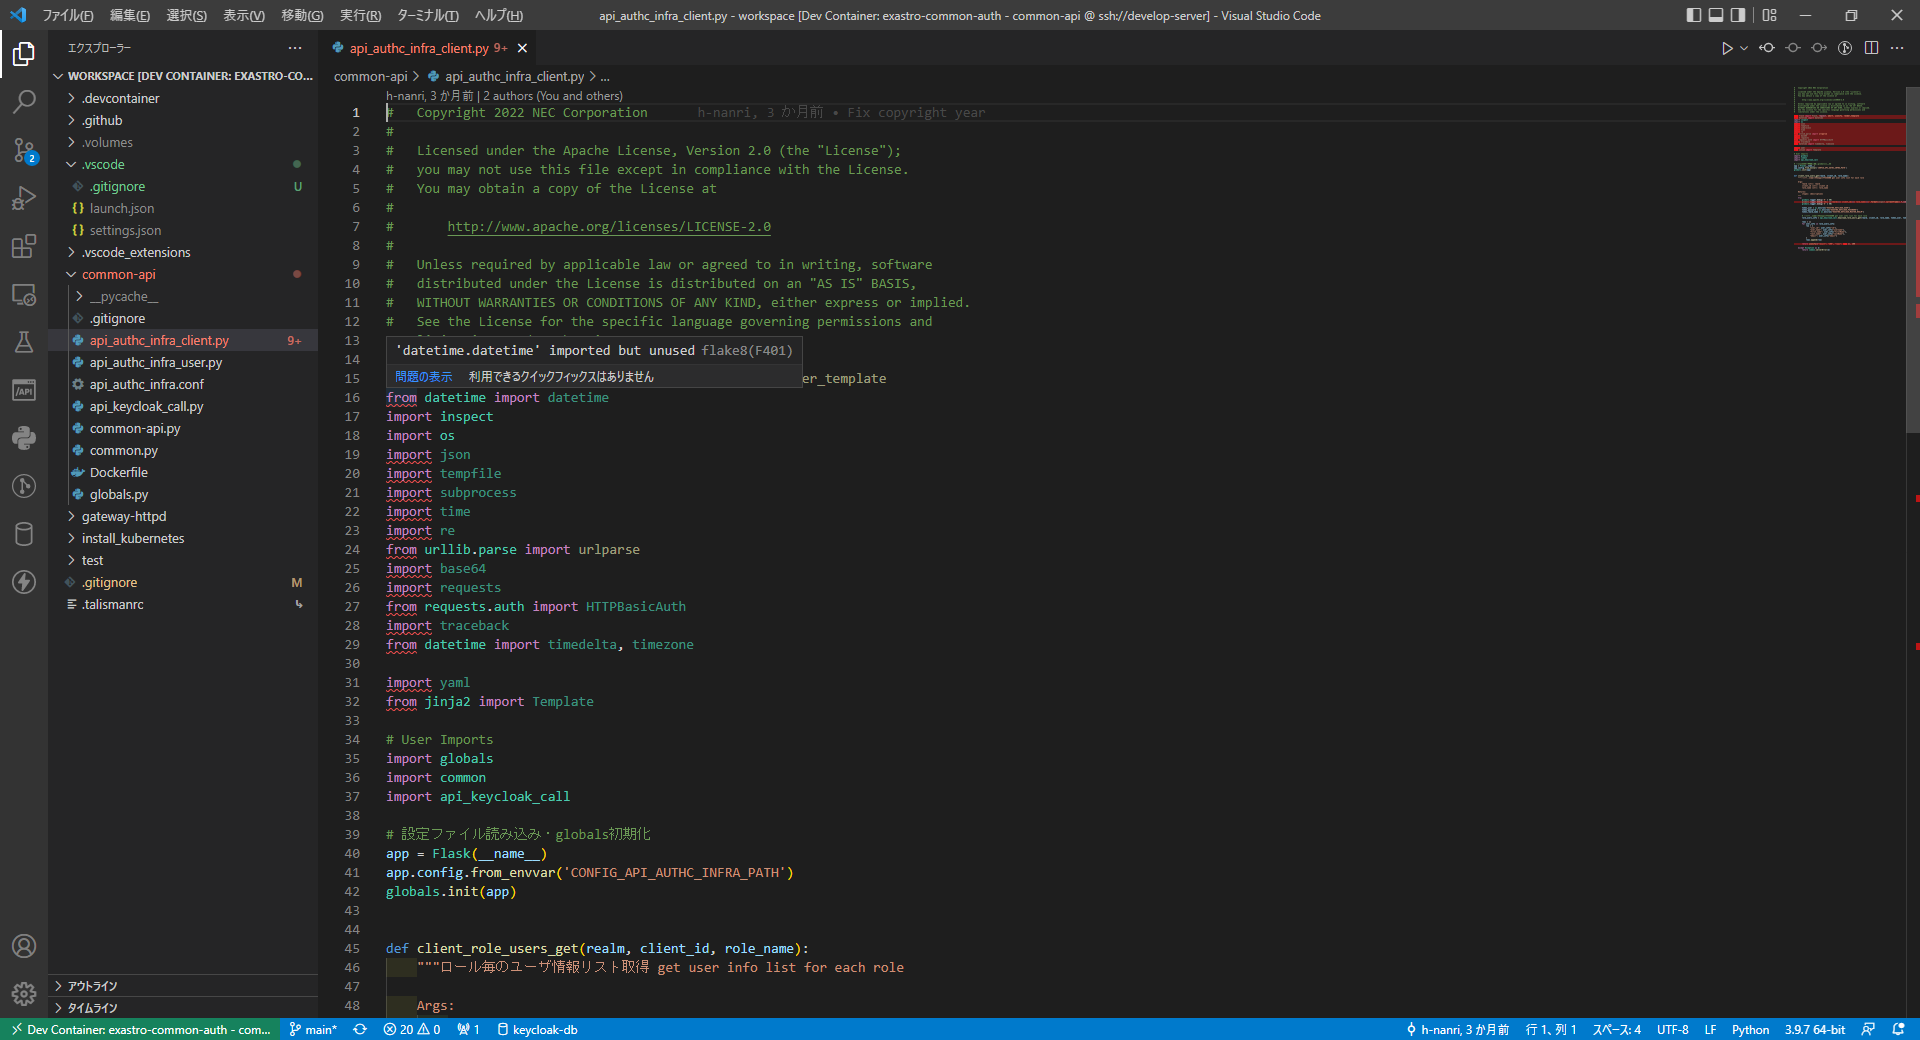 ファイル(F) 編集(E) 選択(S) 表示(V) 移動(G) 実行(R) ターミナル(T) ヘルプ(H)
api_authc_infra_client.py - workspace [Dev Container: exastro-common-auth - common-api @ ssh://develop-server] - Visual Studio Code
エクスプローラー
WORKSPACE [DEV CONTAINER: EXASTRO-CO...
.devcontainer
.github
.volumes
.vscode
.gitignore U
launch.json
settings.json
.vscode_extensions
common-api
__pycache__
.gitignore
api_authc_infra_client.py 9+
api_authc_infra_user.py
api_authc_infra.conf
api_keycloak_call.py
common-api.py
common.py
Dockerfile
globals.py
gateway-httpd
install_kubernetes
test
.gitignore M
.talismanrc
アウトライン
タイムライン
2
/API
api_authc_infra_client.py 9+
common-api > api_authc_infra_client.py > ...
h-nanri, 3 か月前 | 2 authors (You and others)
1 # Copyright 2022 NEC Corporation h-nanri, 3 か月前 • Fix copyright year
2 #
3 # Licensed under the Apache License, Version 2.0 (the "License");
4 # you may not use this file except in compliance with the License.
5 # You may obtain a copy of the License at
6 #
7 # http://www.apache.org/licenses/LICENSE-2.0
8 #
9 # Unless required by applicable law or agreed to in writing, software
10 # distributed under the License is distributed on an "AS IS" BASIS,
11 # WITHOUT WARRANTIES OR CONDITIONS OF ANY KIND, either express or implied.
12 # See the License for the specific language governing permissions and
13
'datetime.datetime' imported but unused flake8(F401)
14
問題の表示 利用できるクイックフィックスはありません
15 er_template
16 from datetime import datetime
17 import inspect
18 import os
19 import json
20 import tempfile
21 import subprocess
22 import time
23 import re
24 from urllib.parse import urlparse
25 import base64
26 import requests
27 from requests.auth import HTTPBasicAuth
28 import traceback
29 from datetime import timedelta, timezone
30
31 import yaml
32 from jinja2 import Template
33
34 # User Imports
35 import globals
36 import common
37 import api_keycloak_call
38
39 # 設定ファイル読み込み・globals初期化
40 app = Flask(__name__)
41 app.config.from_envvar('CONFIG_API_AUTHC_INFRA_PATH')
42 globals.init(app)
43
44
45 def client_role_users_get(realm, client_id, role_name):
46 """ロール毎のユーザ情報リスト取得 get user info list for each role
47
48 Args:
Dev Container: exastro-common-auth - com... main* 20 0 1 keycloak-db h-nanri, 3 か月前 行 1、列 1 スペース: 4 UTF-8 LF Python 3.9.7 64-bit